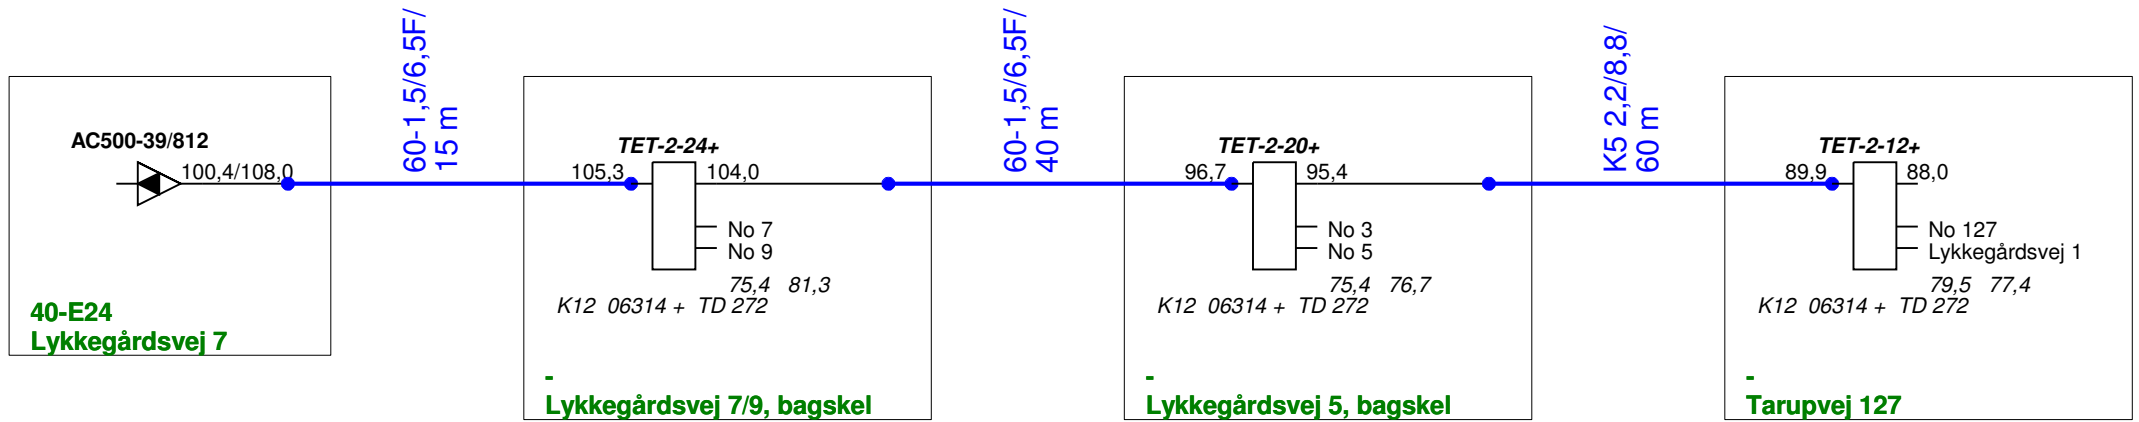 AC500-39/812
100,4/108,0
40-E24
Lykkegårdsvej 7
60-1,5/6,5F/
15 m
TET-2-24+
105,3
104,0
No 7
No 9
75,4 81,3
K12 06314 + TD 272
-
Lykkegårdsvej 7/9, bagskel
60-1,5/6,5F/
40 m
TET-2-20+
96,7
95,4
No 3
No 5
75,4 76,7
K12 06314 + TD 272
-
Lykkegårdsvej 5, bagskel
K5 2,2/8,8/
60 m
TET-2-12+
89,9
88,0
No 127
Lykkegårdsvej 1
79,5 77,4
K12 06314 + TD 272
-
Tarupvej 127